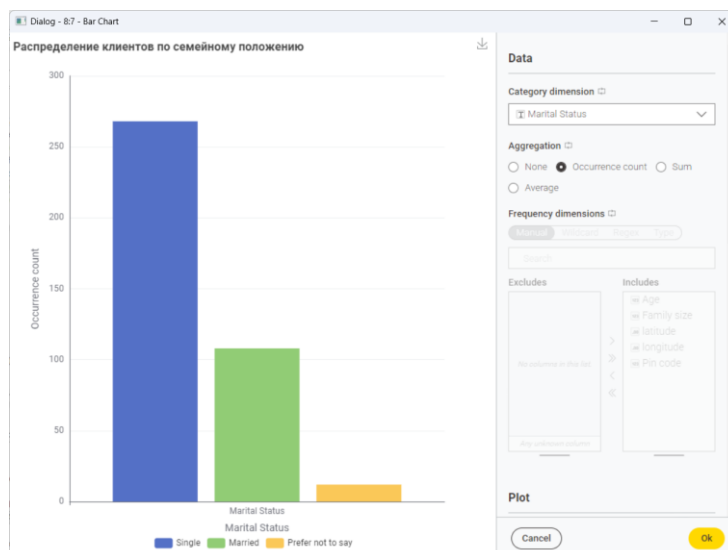 Dialog - 8:7 - Bar Chart
Распределение клиентов по семейному положению
300
250
200
150
100
50
0
Occurrence count
Marital Status
Marital Status
Single
Married
Prefer not to say
Data
Category dimension
Marital Status
Aggregation
None
Occurrence count
Sum
Average
Frequency dimensions
Manual
Wildcard
Regex
Type
Search
Excludes
Includes
No columns in this list
Any unknown column
Age
Family size
latitude
longitude
Pin code
Plot
Cancel
Ok